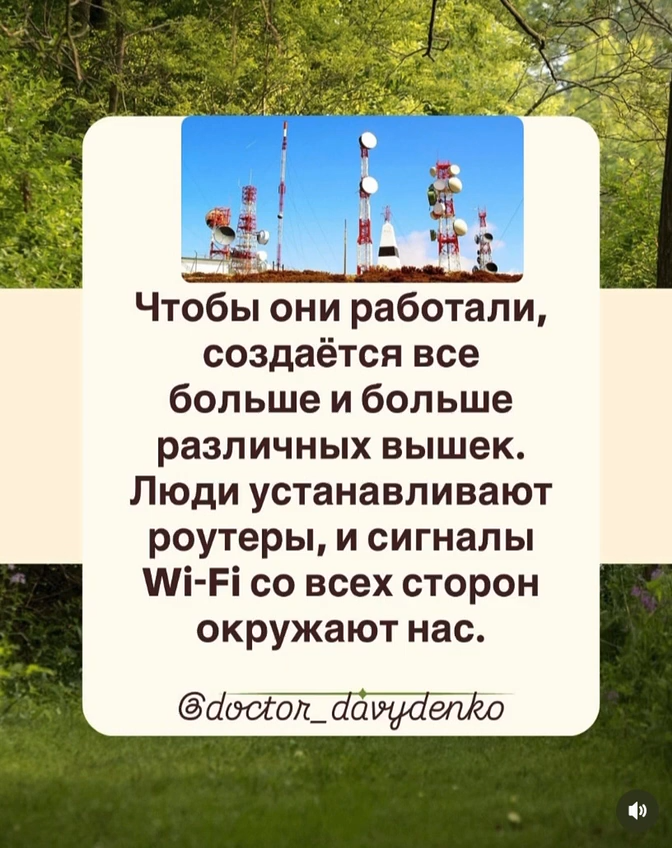 Чтобы они работали,
создаётся все
больше и больше
различных вышек.
Люди устанавливают
роутеры, и сигналы
Wi-Fi со всех сторон
окружают нас.
@doctor_davydenko